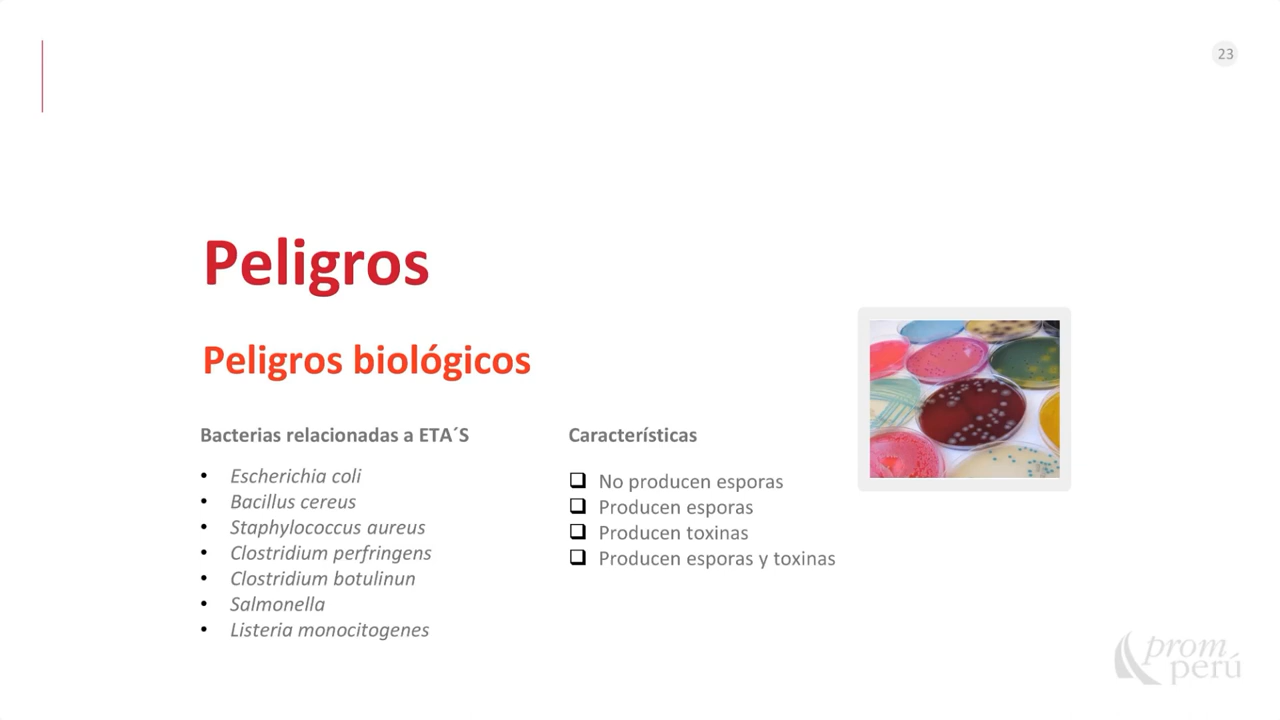 23
Peligros
Peligros biológicos
Bacterias relacionadas a ETA´S
Escherichia coli
Bacillus cereus
Staphylococcus aureus
Clostridium perfringens
Clostridium botulinun
Salmonella
Listeria monocitogenes
Características
No producen esporas
Producen esporas
Producen toxinas
Producen esporas y toxinas
prom
perú